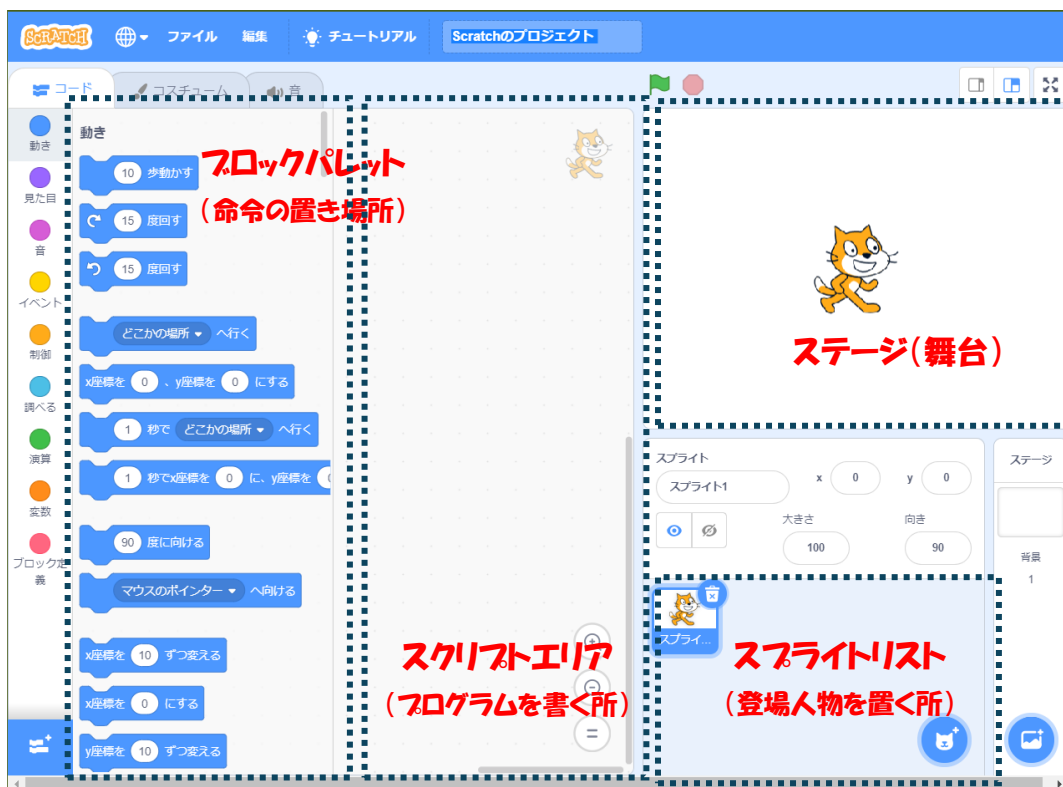 SCRATCH
ファイル
編集
チュートリアル
Scratchのプロジェクト
コード
コスチューム
音
動き
見た目
音
イベント
制御
調べる
演算
変数
ブロック定義
動き
10 歩動かす
15 度回す
15 度回す
どこかの場所 へ行く
x座標を 0 、y座標を 0 にする
1 秒で どこかの場所 へ行く
1 秒でx座標を 0 に、y座標を
90 度に向ける
マウスのポインター へ向ける
x座標を 10 ずつ変える
x座標を 0 にする
y座標を 10 ずつ変える
ブロックパレット
(命令の置き場所)
スクリプトエリア
(プログラムを書く所)
ステージ(舞台)
スプライト
スプライト1
x 0
y 0
大きさ
100
向き
90
スプライ...
スプライトリスト
(登場人物を置く所)
ステージ
背景
1